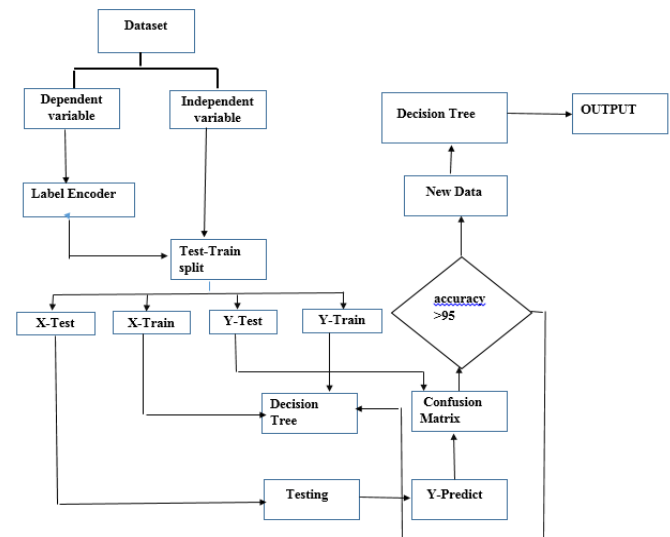 Dataset
Dependent
variable
Independent
variable
Decision Tree
OUTPUT
Label Encoder
New Data
Test-Train
split
accuracy
>95
X-Test
X-Train
Y-Test
Y-Train
Decision
Tree
Confusion
Matrix
Testing
Y-Predict